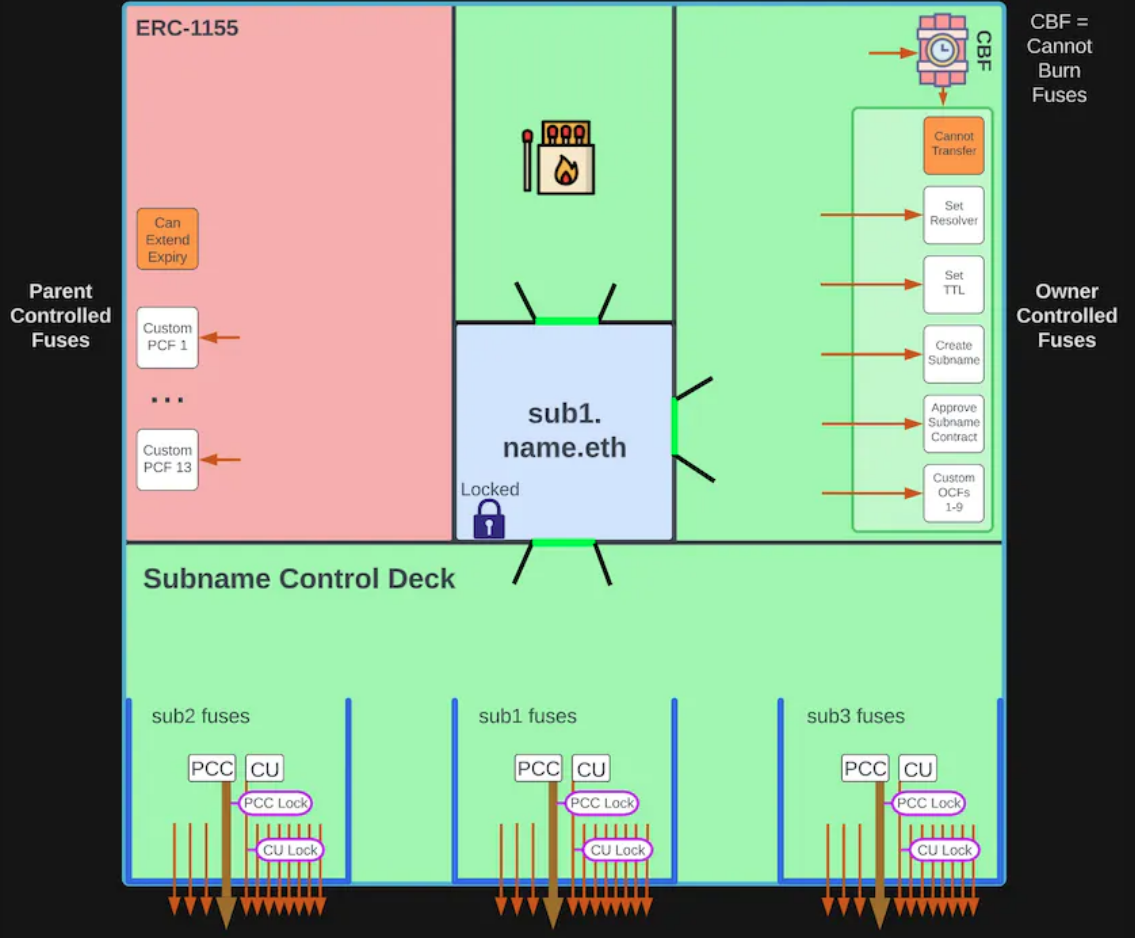 ERC-1155
CBF
CBF =
Cannot
Burn
Fuses
Cannot
Transfer
Set
Resolver
Set
TTL
Create
Subname
Approve
Subname
Contract
Custom
OCFs
1-9
Owner
Controlled
Fuses
Parent
Controlled
Fuses
Can
Extend
Expiry
Custom
PCF 1
...
Custom
PCF 13
sub1.
name.eth
Locked
Subname Control Deck
sub2 fuses
PCC CU
PCC Lock
CU Lock
sub1 fuses
PCC CU
PCC Lock
CU Lock
sub3 fuses
PCC CU
PCC Lock
CU Lock